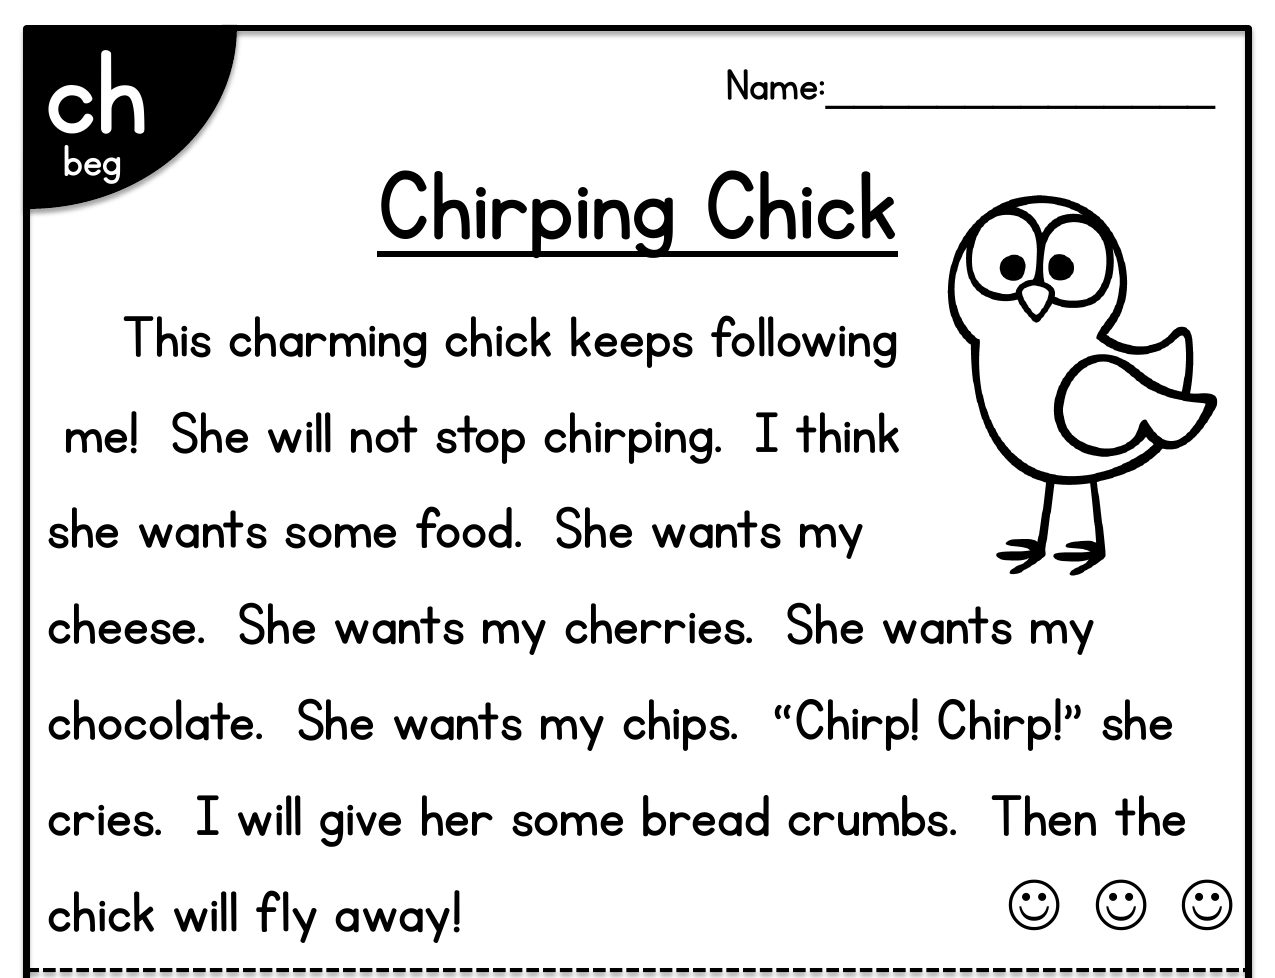 ch
beg
Name:
Chirping Chick
This charming chick keeps following
me! She will not stop chirping. I think
she wants some food. She wants my
cheese. She wants my cherries. She wants my
chocolate. She wants my chips. “Chirp! Chirp!” she
cries. I will give her some bread crumbs. Then the
chick will fly away!